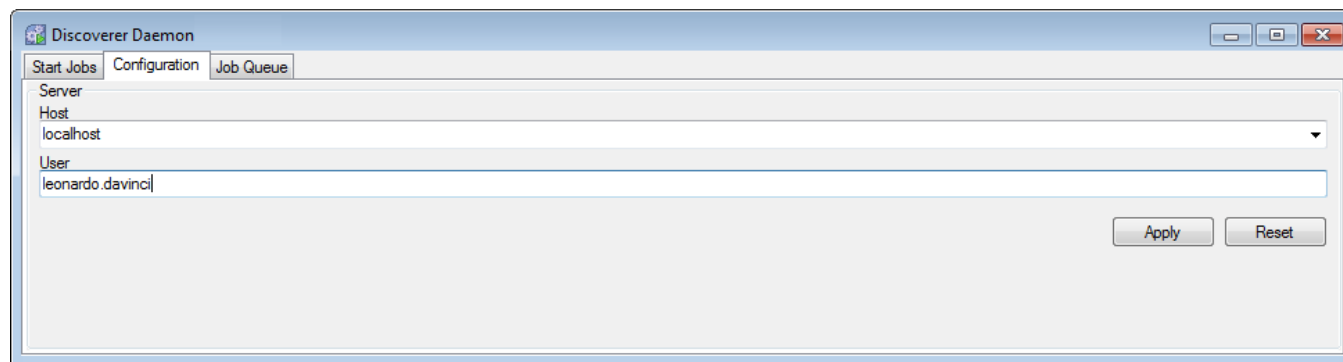 Discoverer Daemon
Start Jobs Configuration Job Queue
Server
Host
localhost
User
leonardo.davinci
Apply Reset